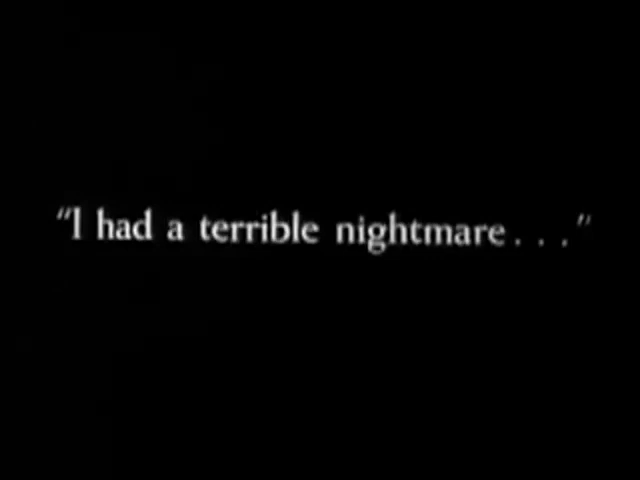 “I had a terrible nightmare. . .”